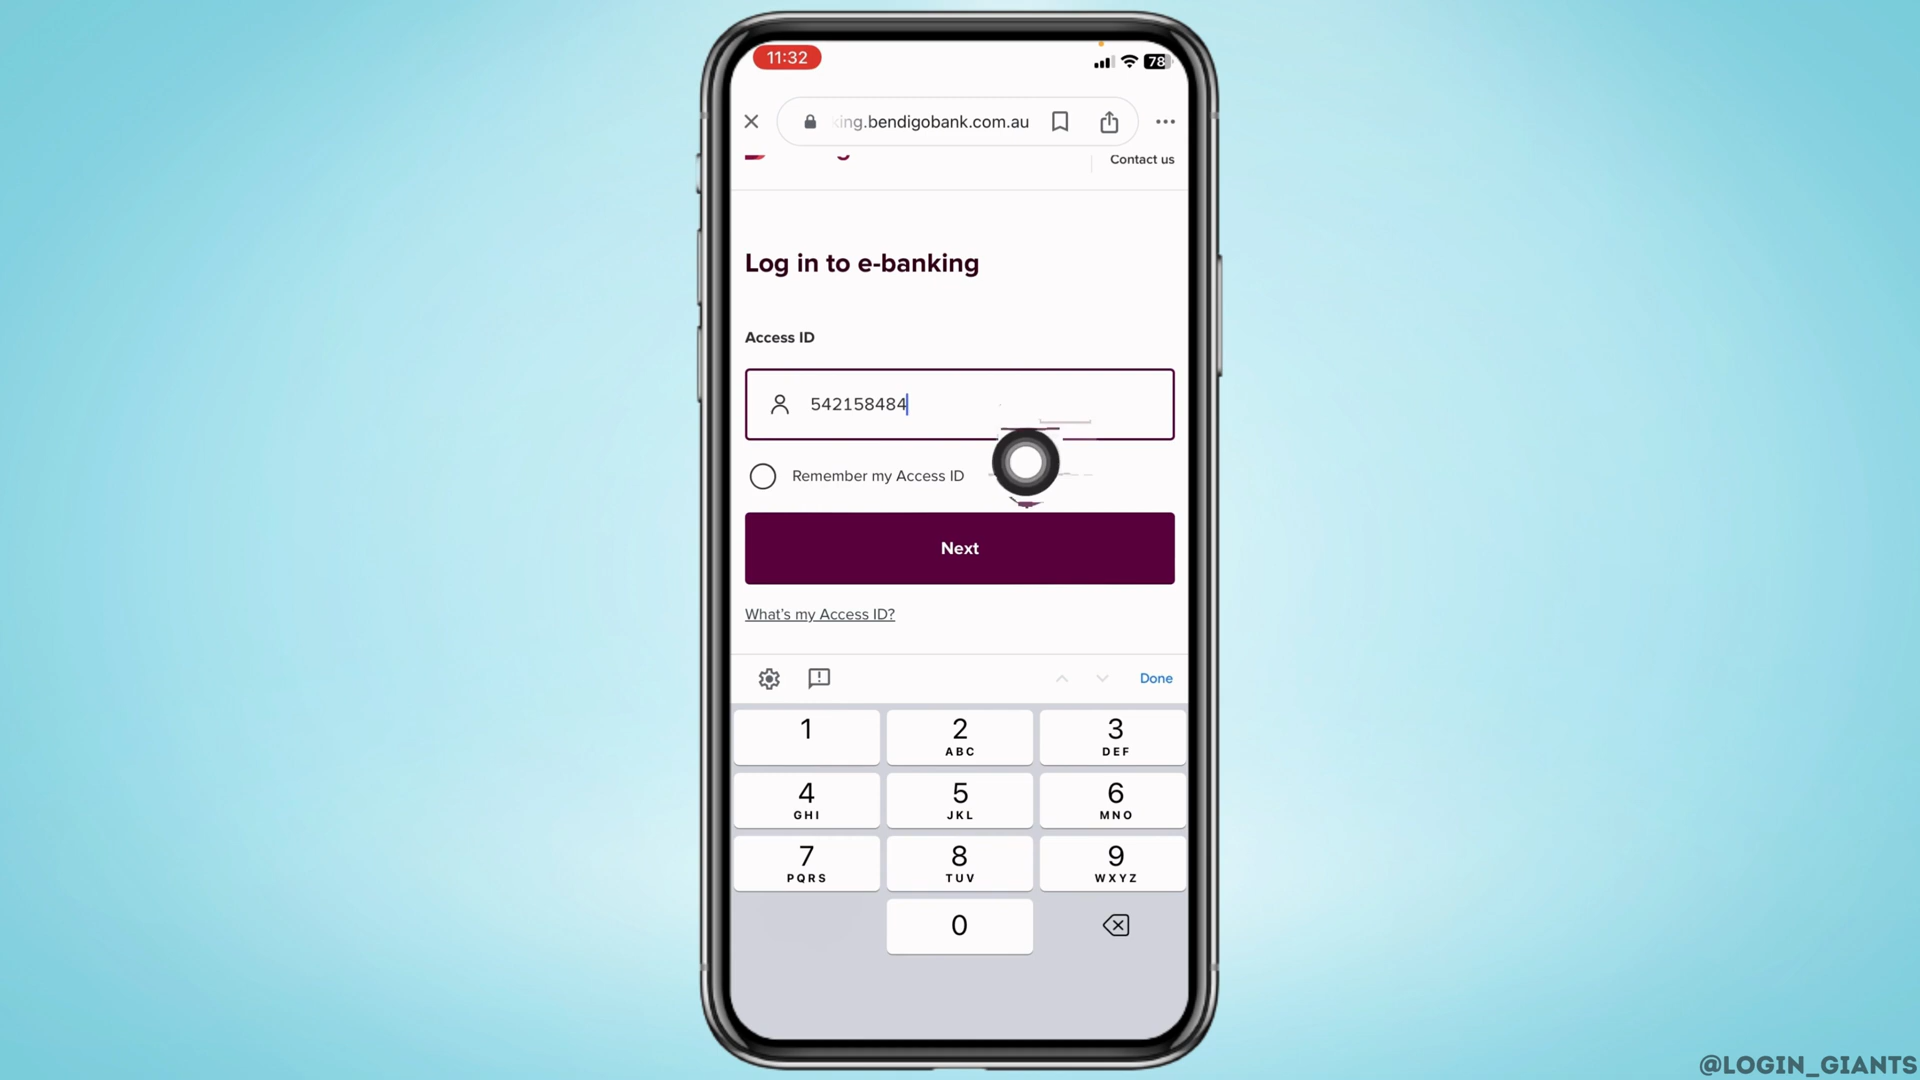 11:32
78
king.bendigobank.com.au
Contact us
Log in to e-banking
Access ID
542158484
Remember my Access ID
Next
What's my Access ID?
Done
1
2
ABC
3
DEF
4
GHI
5
JKL
6
MNO
7
PQRS
8
TUV
9
WXYZ
0
@LOGIN_GIANTS